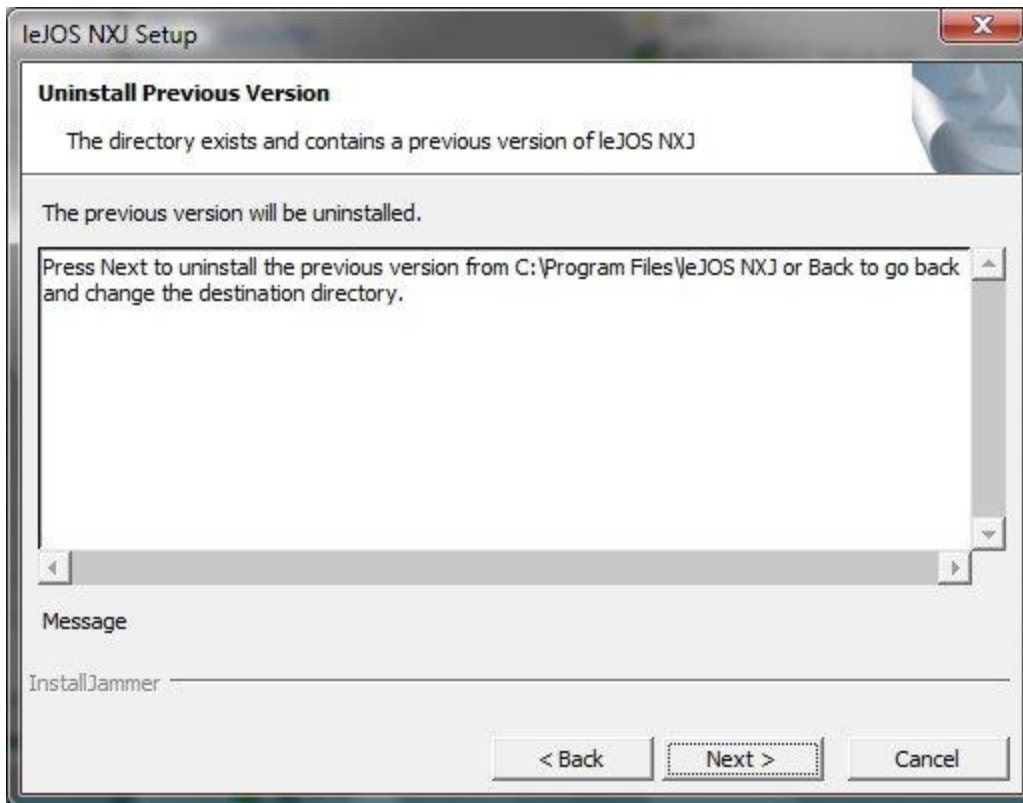 leJOS NXJ Setup
Uninstall Previous Version
The directory exists and contains a previous version of leJOS NXJ
The previous version will be uninstalled.
Press Next to uninstall the previous version from C:\Program Files\leJOS NXJ or Back to go back
and change the destination directory.
Message
InstallJammer
< Back Next > Cancel